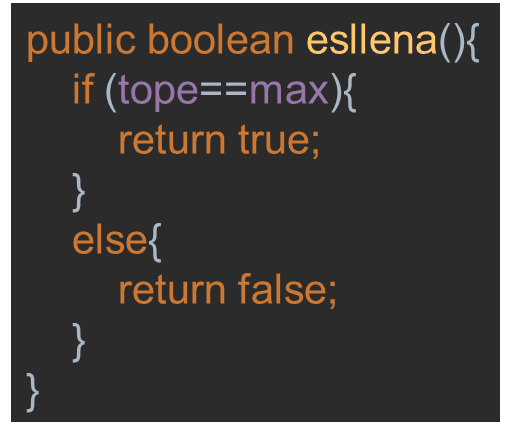 public boolean esllena(){
if (tope==max){
return true;
}
else{
return false;
}
}